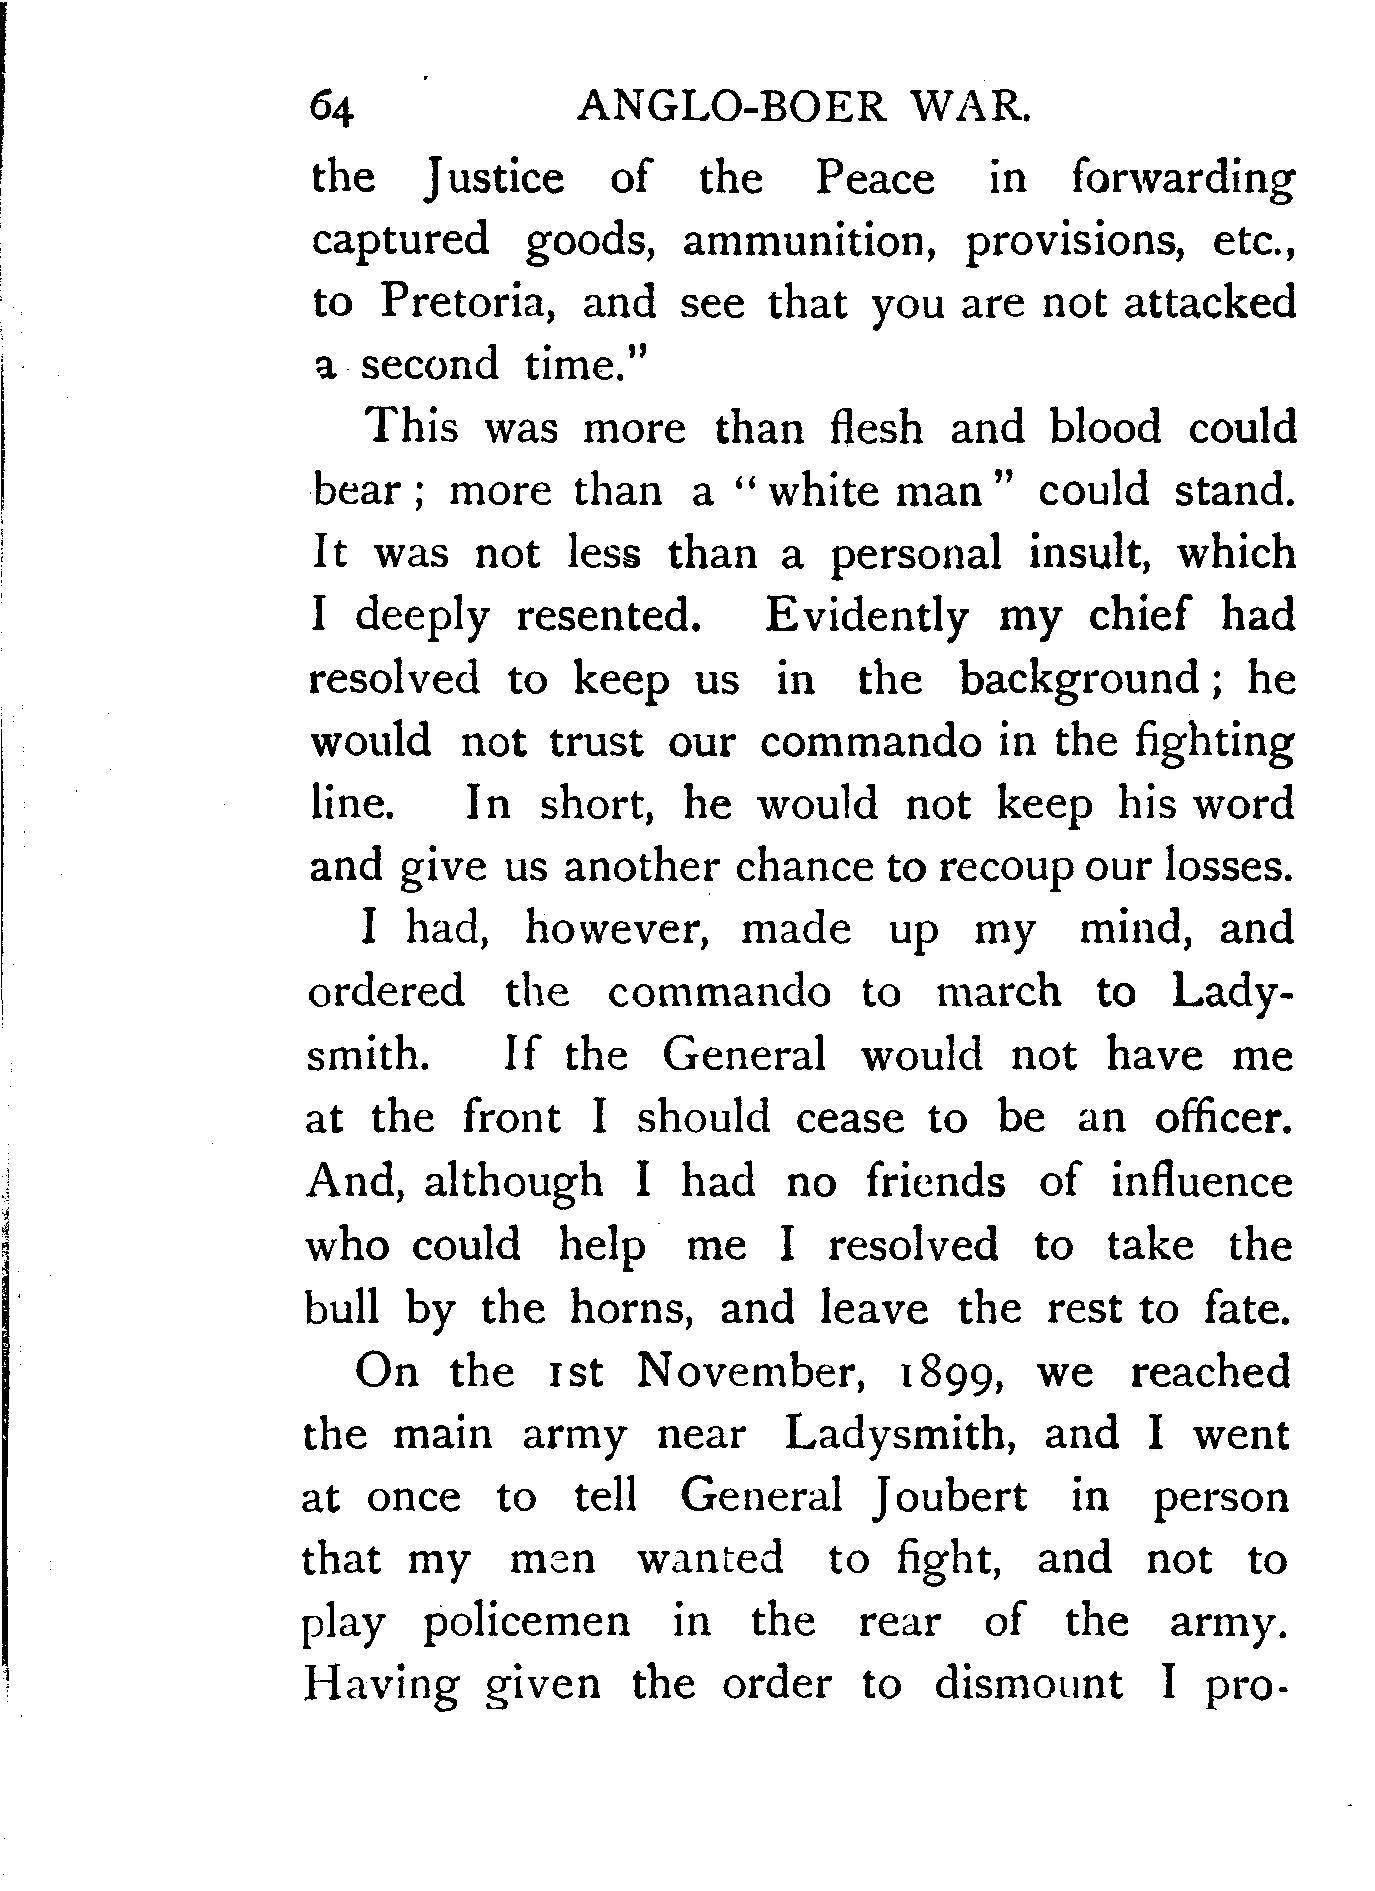 64 ANGLO-BOER WAR.
the Justice of the Peace in forwarding
captured goods, ammunition, provisions, etc.,
to Pretoria, and see that you are not attacked
a second time."
This was more than flesh and blood could
bear ; more than a " white man " could stand.
It was not less than a personal insult, which
I deeply resented. Evidently my chief had
resolved to keep us in the background ; he
would not trust our commando in the fighting
line. In short, he would not keep his word
and give us another chance to recoup our losses.
I had, however, made up my mind, and
ordered the commando to march to Lady-
smith. If the General would not have me
at the front I should cease to be an officer.
And, although I had no friends of influence
who could help me I resolved to take the
bull by the horns, and leave the rest to fate.
On the 1st November, 1899, we reached
the main army near Ladysmith, and I went
at once to tell General Joubert in person
that my men wanted to fight, and not to
play policemen in the rear of the army.
Having given the order to dismount I pro-